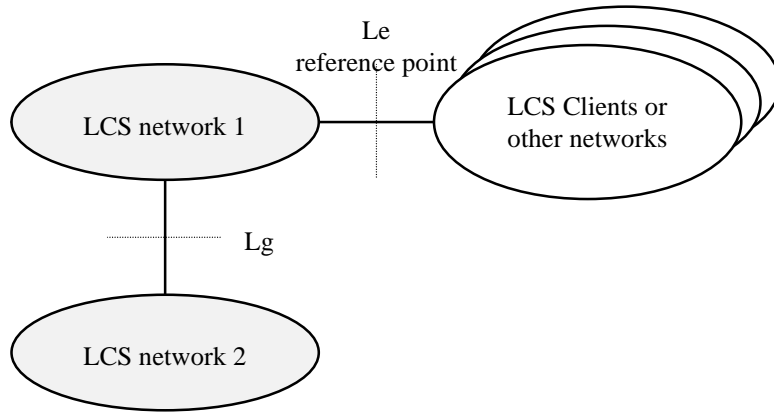 Le
reference point
LCS network 1
LCS Clients or
other networks
Lg
LCS network 2